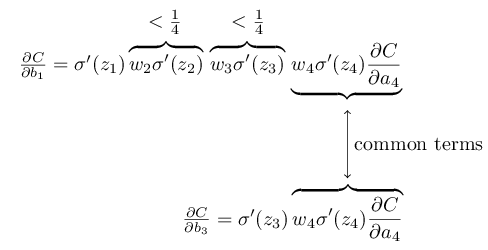 < 1/4 < 1/4
∂C/∂b₁ = σ′(z₁) w₂σ′(z₂) w₃σ′(z₃) w₄σ′(z₄) ∂C/∂a₄
common terms
∂C/∂b₃ = σ′(z₃) w₄σ′(z₄) ∂C/∂a₄